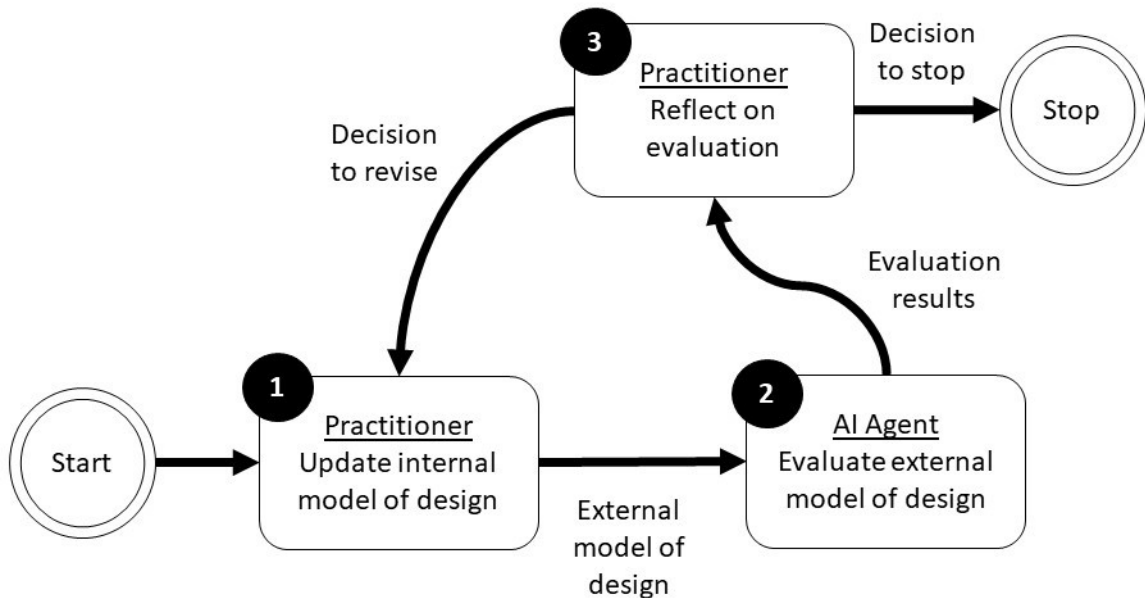 3
Practitioner
Reflect on
evaluation
Decision
to stop
Stop
Decision
to revise
Evaluation
results
Start
1
Practitioner
Update internal
model of design
External
model of
design
2
AI Agent
Evaluate external
model of design